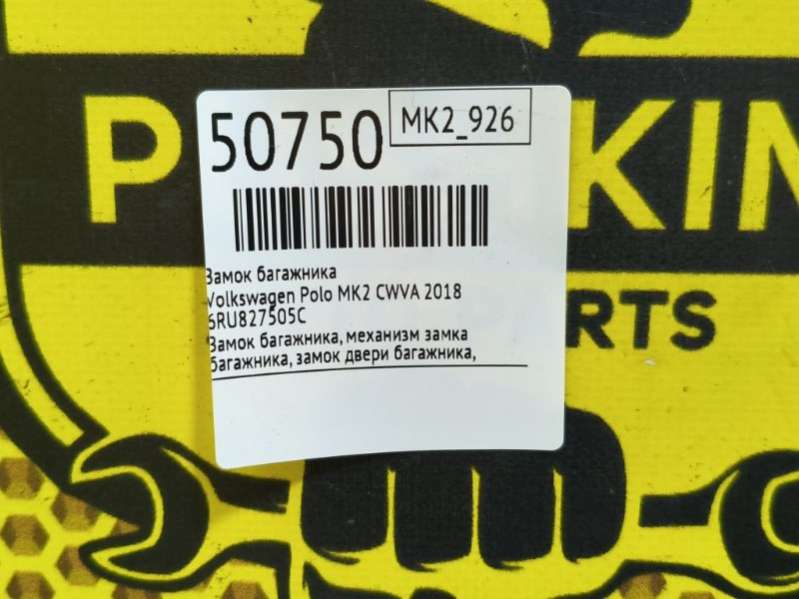 50750
MK2_926
Замок багажника
Volkswagen Polo MK2 CWVA 2018
6RU827505C
Замок багажника, механизм замка
багажника, замок двери багажника,